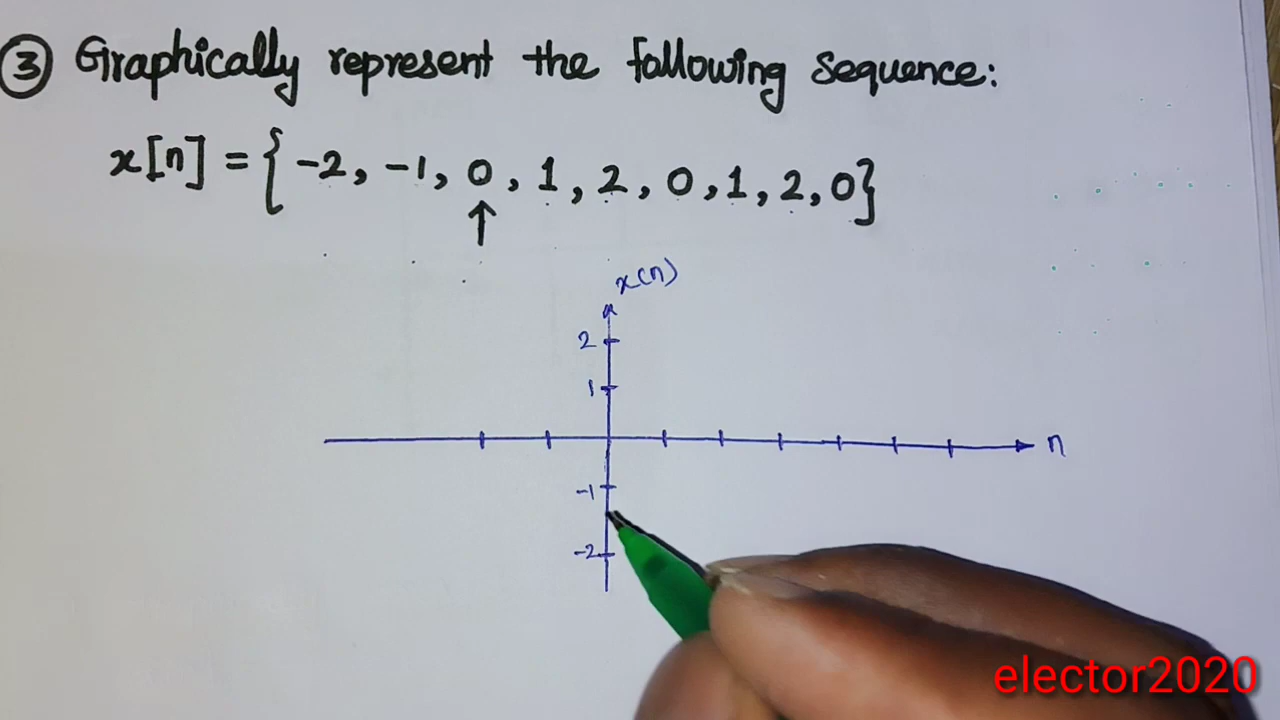 ③ Graphically represent the following sequence:
x[n] = {-2, -1, 0, 1, 2, 0, 1, 2, 0}
↑
x(n)
2
1
n
-1
-2
elector2020